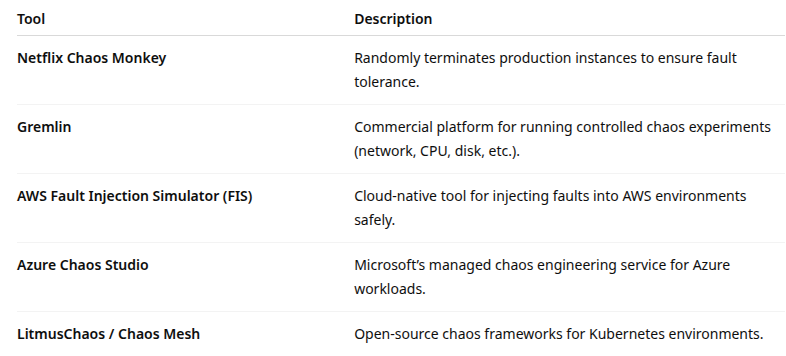 Tool Description
Netflix Chaos Monkey Randomly terminates production instances to ensure fault
tolerance.
Gremlin Commercial platform for running controlled chaos experiments
(network, CPU, disk, etc.).
AWS Fault Injection Simulator (FIS) Cloud-native tool for injecting faults into AWS environments
safely.
Azure Chaos Studio Microsoft’s managed chaos engineering service for Azure
workloads.
LitmusChaos / Chaos Mesh Open-source chaos frameworks for Kubernetes environments.